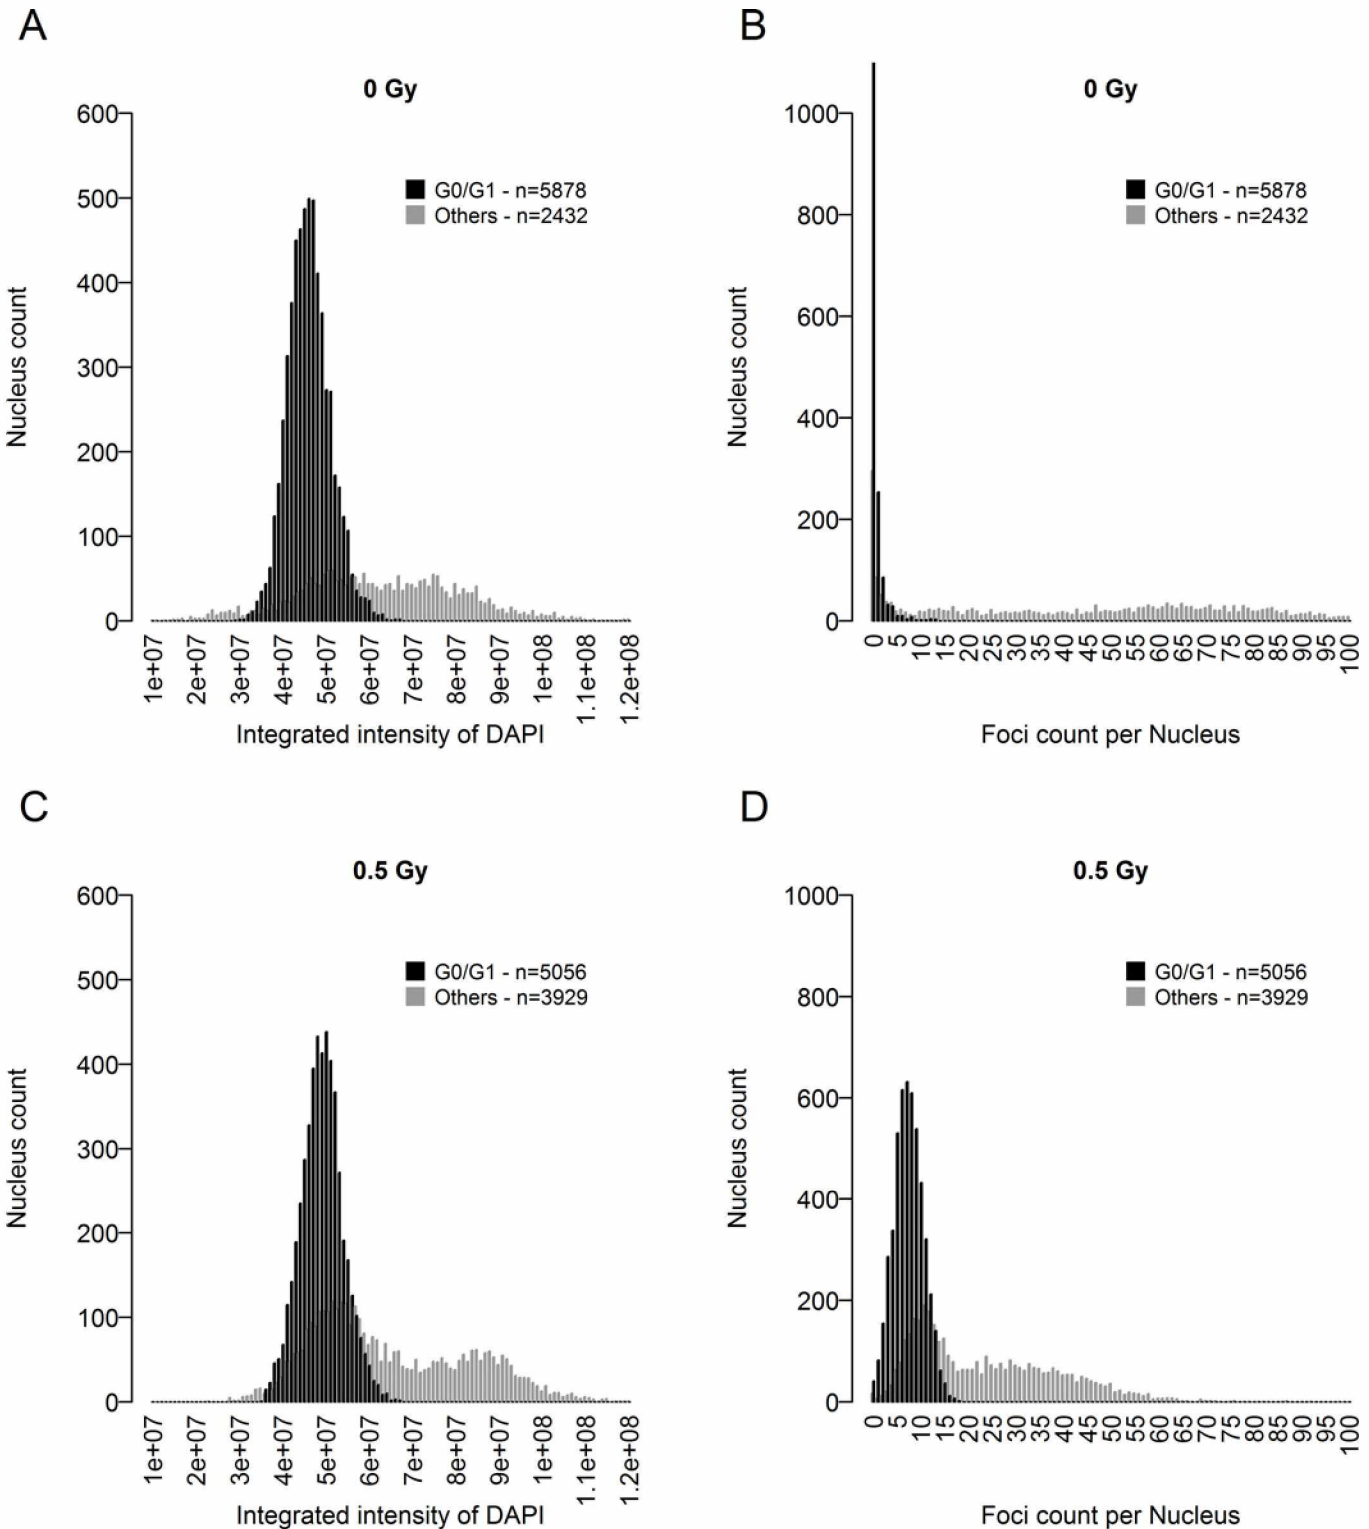 A
0 Gy
600
500
400
300
200
100
0
Nucleus count
G0/G1 - n=5878
Others - n=2432
1e+07 2e+07 3e+07 4e+07 5e+07 6e+07 7e+07 8e+07 9e+07 1e+08 1.1e+08 1.2e+08
Integrated intensity of DAPI
B
0 Gy
1000
800
600
400
200
0
Nucleus count
G0/G1 - n=5878
Others - n=2432
0 5 10 15 20 25 30 35 40 45 50 55 60 65 70 75 80 85 90 95 100
Foci count per Nucleus
C
0.5 Gy
600
500
400
300
200
100
0
Nucleus count
G0/G1 - n=5056
Others - n=3929
1e+07 2e+07 3e+07 4e+07 5e+07 6e+07 7e+07 8e+07 9e+07 1e+08 1.1e+08 1.2e+08
Integrated intensity of DAPI
D
0.5 Gy
1000
800
600
400
200
0
Nucleus count
G0/G1 - n=5056
Others - n=3929
0 5 10 15 20 25 30 35 40 45 50 55 60 65 70 75 80 85 90 95 100
Foci count per Nucleus